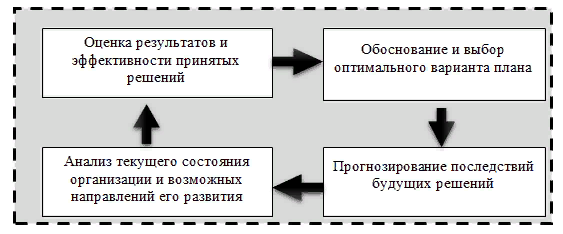 Оценка результатов и
эффективности принятых
решений
Обоснование и выбор
оптимального варианта плана
Анализ текущего состояния
организации и возможных
направлений его развития
Прогнозирование последствий
будущих решений